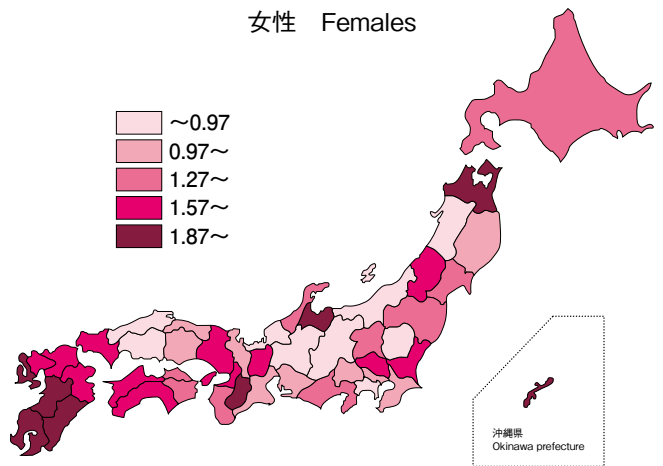 女性 Females
～0.97
0.97～
1.27～
1.57～
1.87～
沖縄県
Okinawa prefecture